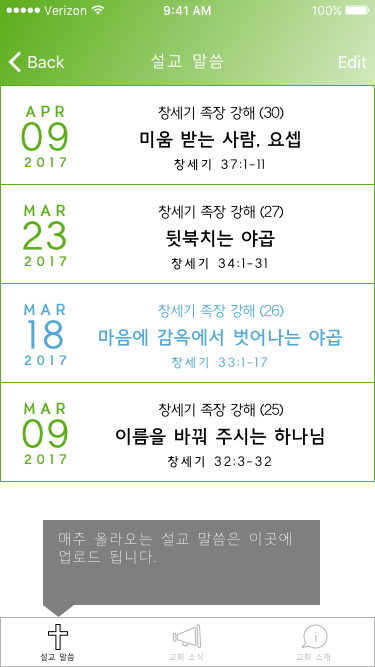 Verizon 9:41 AM 100%
Back 설교 말씀 Edit
APR
09
2017
창세기 족장 강해 (30)
미움 받는 사람, 요셉
창세기 37:1-11
MAR
23
2017
창세기 족장 강해 (27)
뒷북치는 야곱
창세기 34:1-31
MAR
18
2017
창세기 족장 강해 (26)
마음에 감옥에서 벗어나는 야곱
창세기 33:1-17
MAR
09
2017
창세기 족장 강해 (25)
이름을 바꿔 주시는 하나님
창세기 32:3-32
매주 올라오는 설교 말씀은 이곳에
업로드 됩니다.
설교 말씀 교회 소식 교회 소개